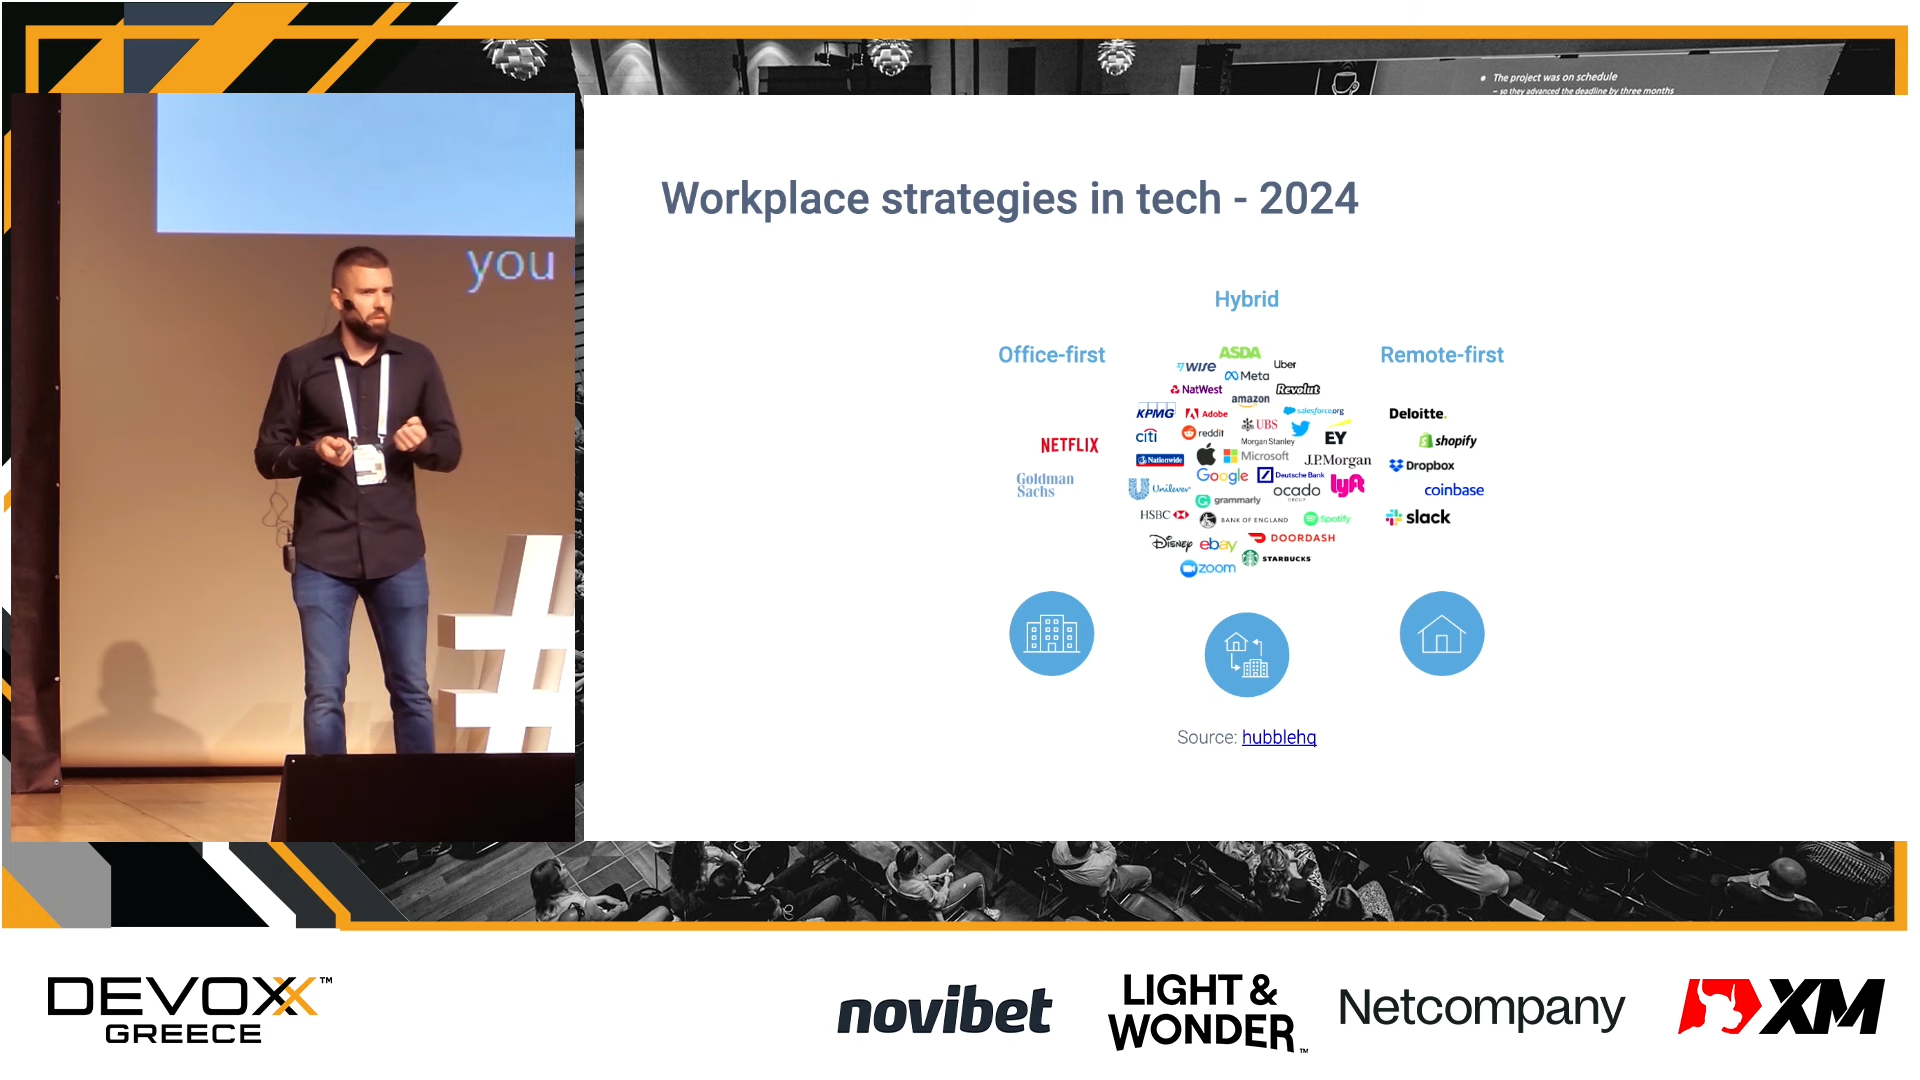 The project was on schedule
– so they advanced the deadline by three months
you
Workplace strategies in tech - 2024
Hybrid
Office-first
Remote-first
ASDA
wise
Uber
Meta
NatWest
Revolut
amazon
KPMG
Adobe
salesforce.org
UBS
citi
reddit
Morgan Stanley
EY
Nationwide
Microsoft
J.P.Morgan
Google
Deutsche Bank
lyft
Unilever
ocado
GROUP
grammarly
HSBC
BANK OF ENGLAND
Spotify
Disney
ebay
DOORDASH
STARBUCKS
zoom
NETFLIX
Goldman
Sachs
Deloitte.
shopify
Dropbox
coinbase
slack
Source: hubblehq
#
DEVOXX™
GREECE
novibet
LIGHT &
WONDER™
Netcompany
XM